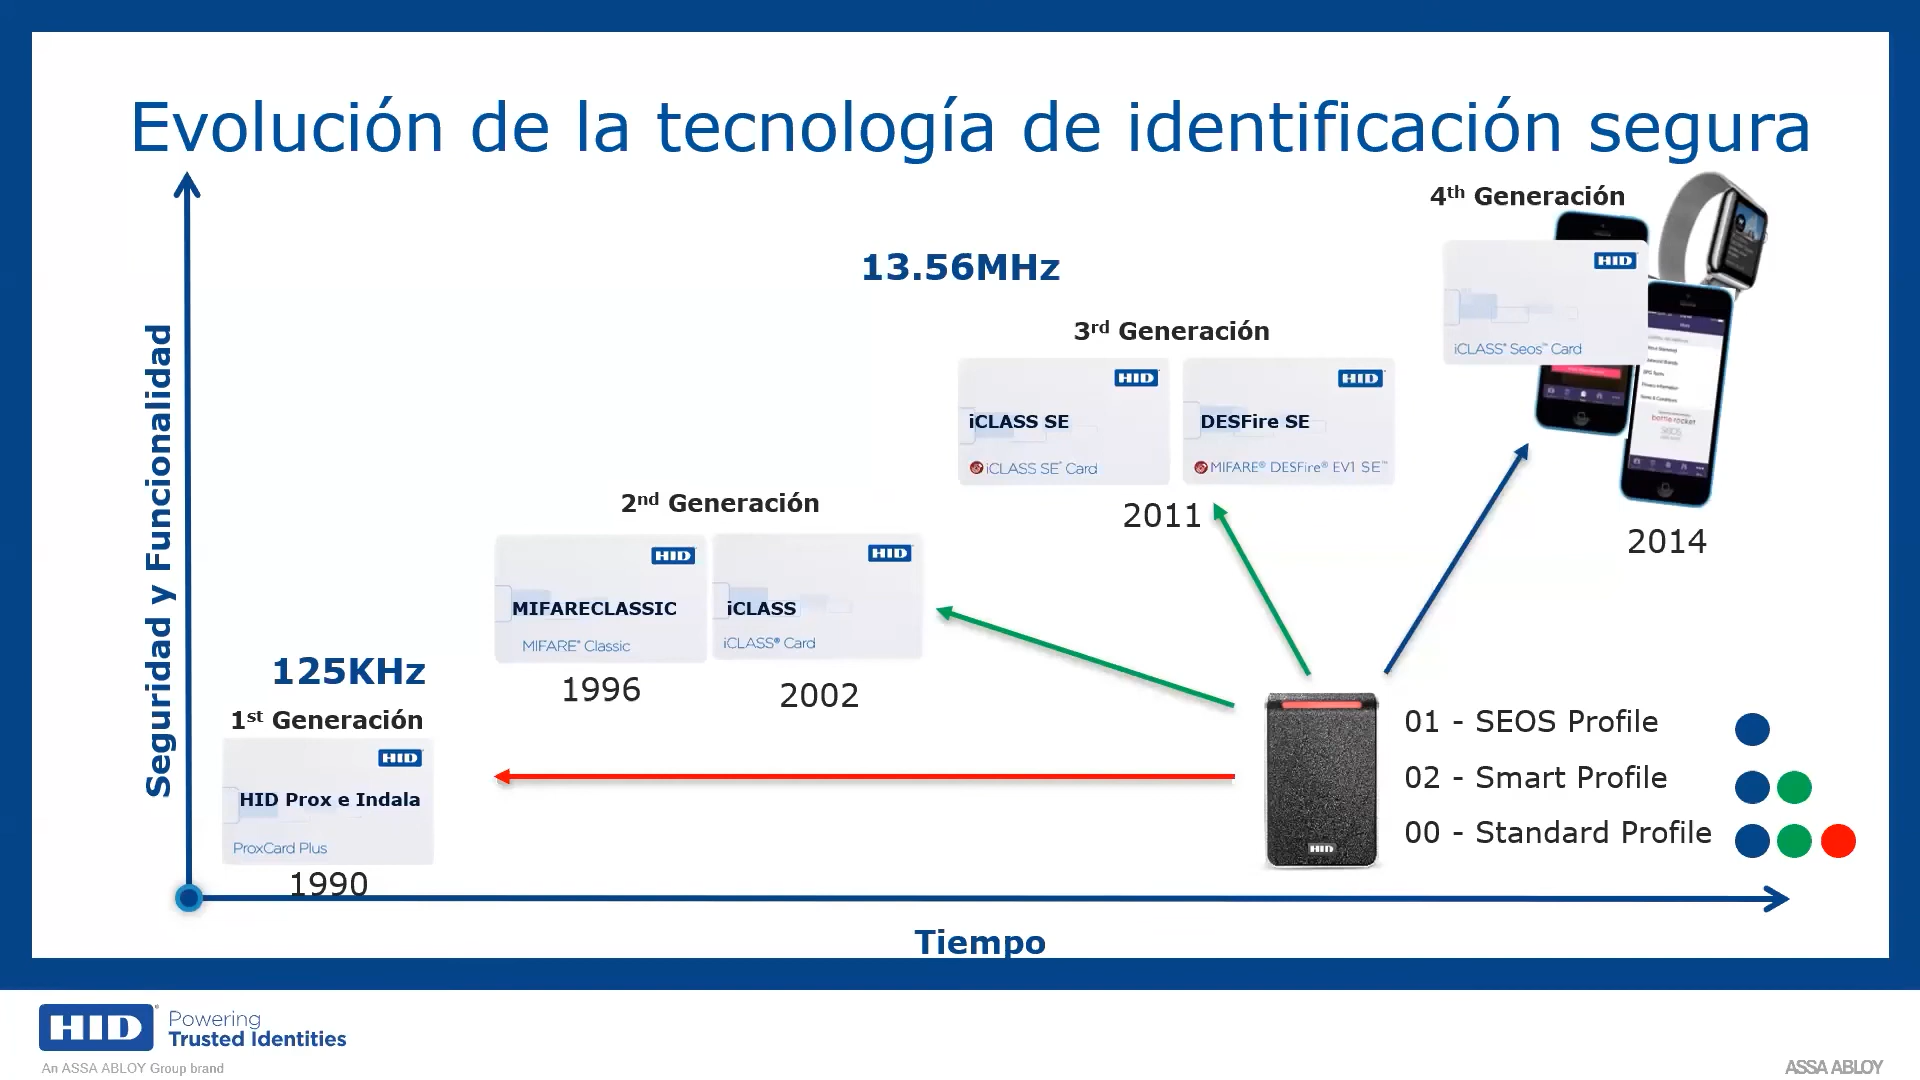 Evolución de la tecnología de identificación segura
Seguridad y Funcionalidad
4th Generación
HID
iCLASS® Seos™ Card
2014
13.56MHz
3rd Generación
HID
iCLASS SE
iCLASS SE® Card
HID
DESFire SE
MIFARE® DESFire® EV1 SE™
2011
2nd Generación
HID
MIFARECLASSIC
MIFARE® Classic
1996
HID
iCLASS
iCLASS® Card
2002
125KHz
1st Generación
HID
HID Prox e Indala
ProxCard Plus
1990
HID
01 - SEOS Profile
02 - Smart Profile
00 - Standard Profile
Tiempo
HID®
Powering
Trusted Identities
An ASSA ABLOY Group brand
ASSA ABLOY